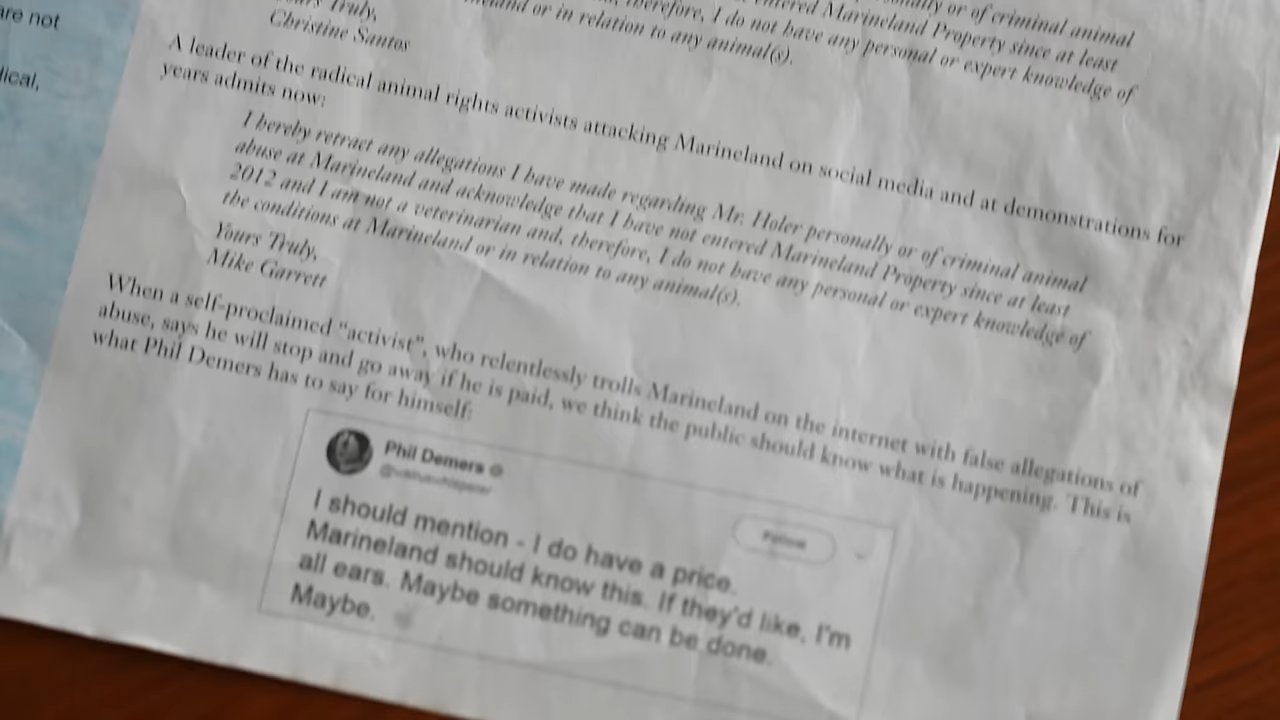 are not
ical,
onally or of criminal animal
entered Marineland Property since at least
therefore, I do not have any personal or expert knowledge of
or in relation to any animal(s).
Yours Truly,
Christine Santos
A leader of the radical animal rights activists attacking Marineland on social media and at demonstrations for
years admits now:
I hereby retract any allegations I have made regarding Mr. Holer personally or of criminal animal
abuse at Marineland and acknowledge that I have not entered Marineland Property since at least
2012 and I am not a veterinarian and, therefore, I do not have any personal or expert knowledge of
the conditions at Marineland or in relation to any animal(s).
Yours Truly,
Mike Garrett
When a self-proclaimed “activist”, who relentlessly trolls Marineland on the internet with false allegations of
abuse, says he will stop and go away if he is paid, we think the public should know what is happening. This is
what Phil Demers has to say for himself:
Phil Demers
Follow
I should mention - I do have a price.
Marineland should know this. If they'd like, I'm
all ears. Maybe something can be done.
Maybe.